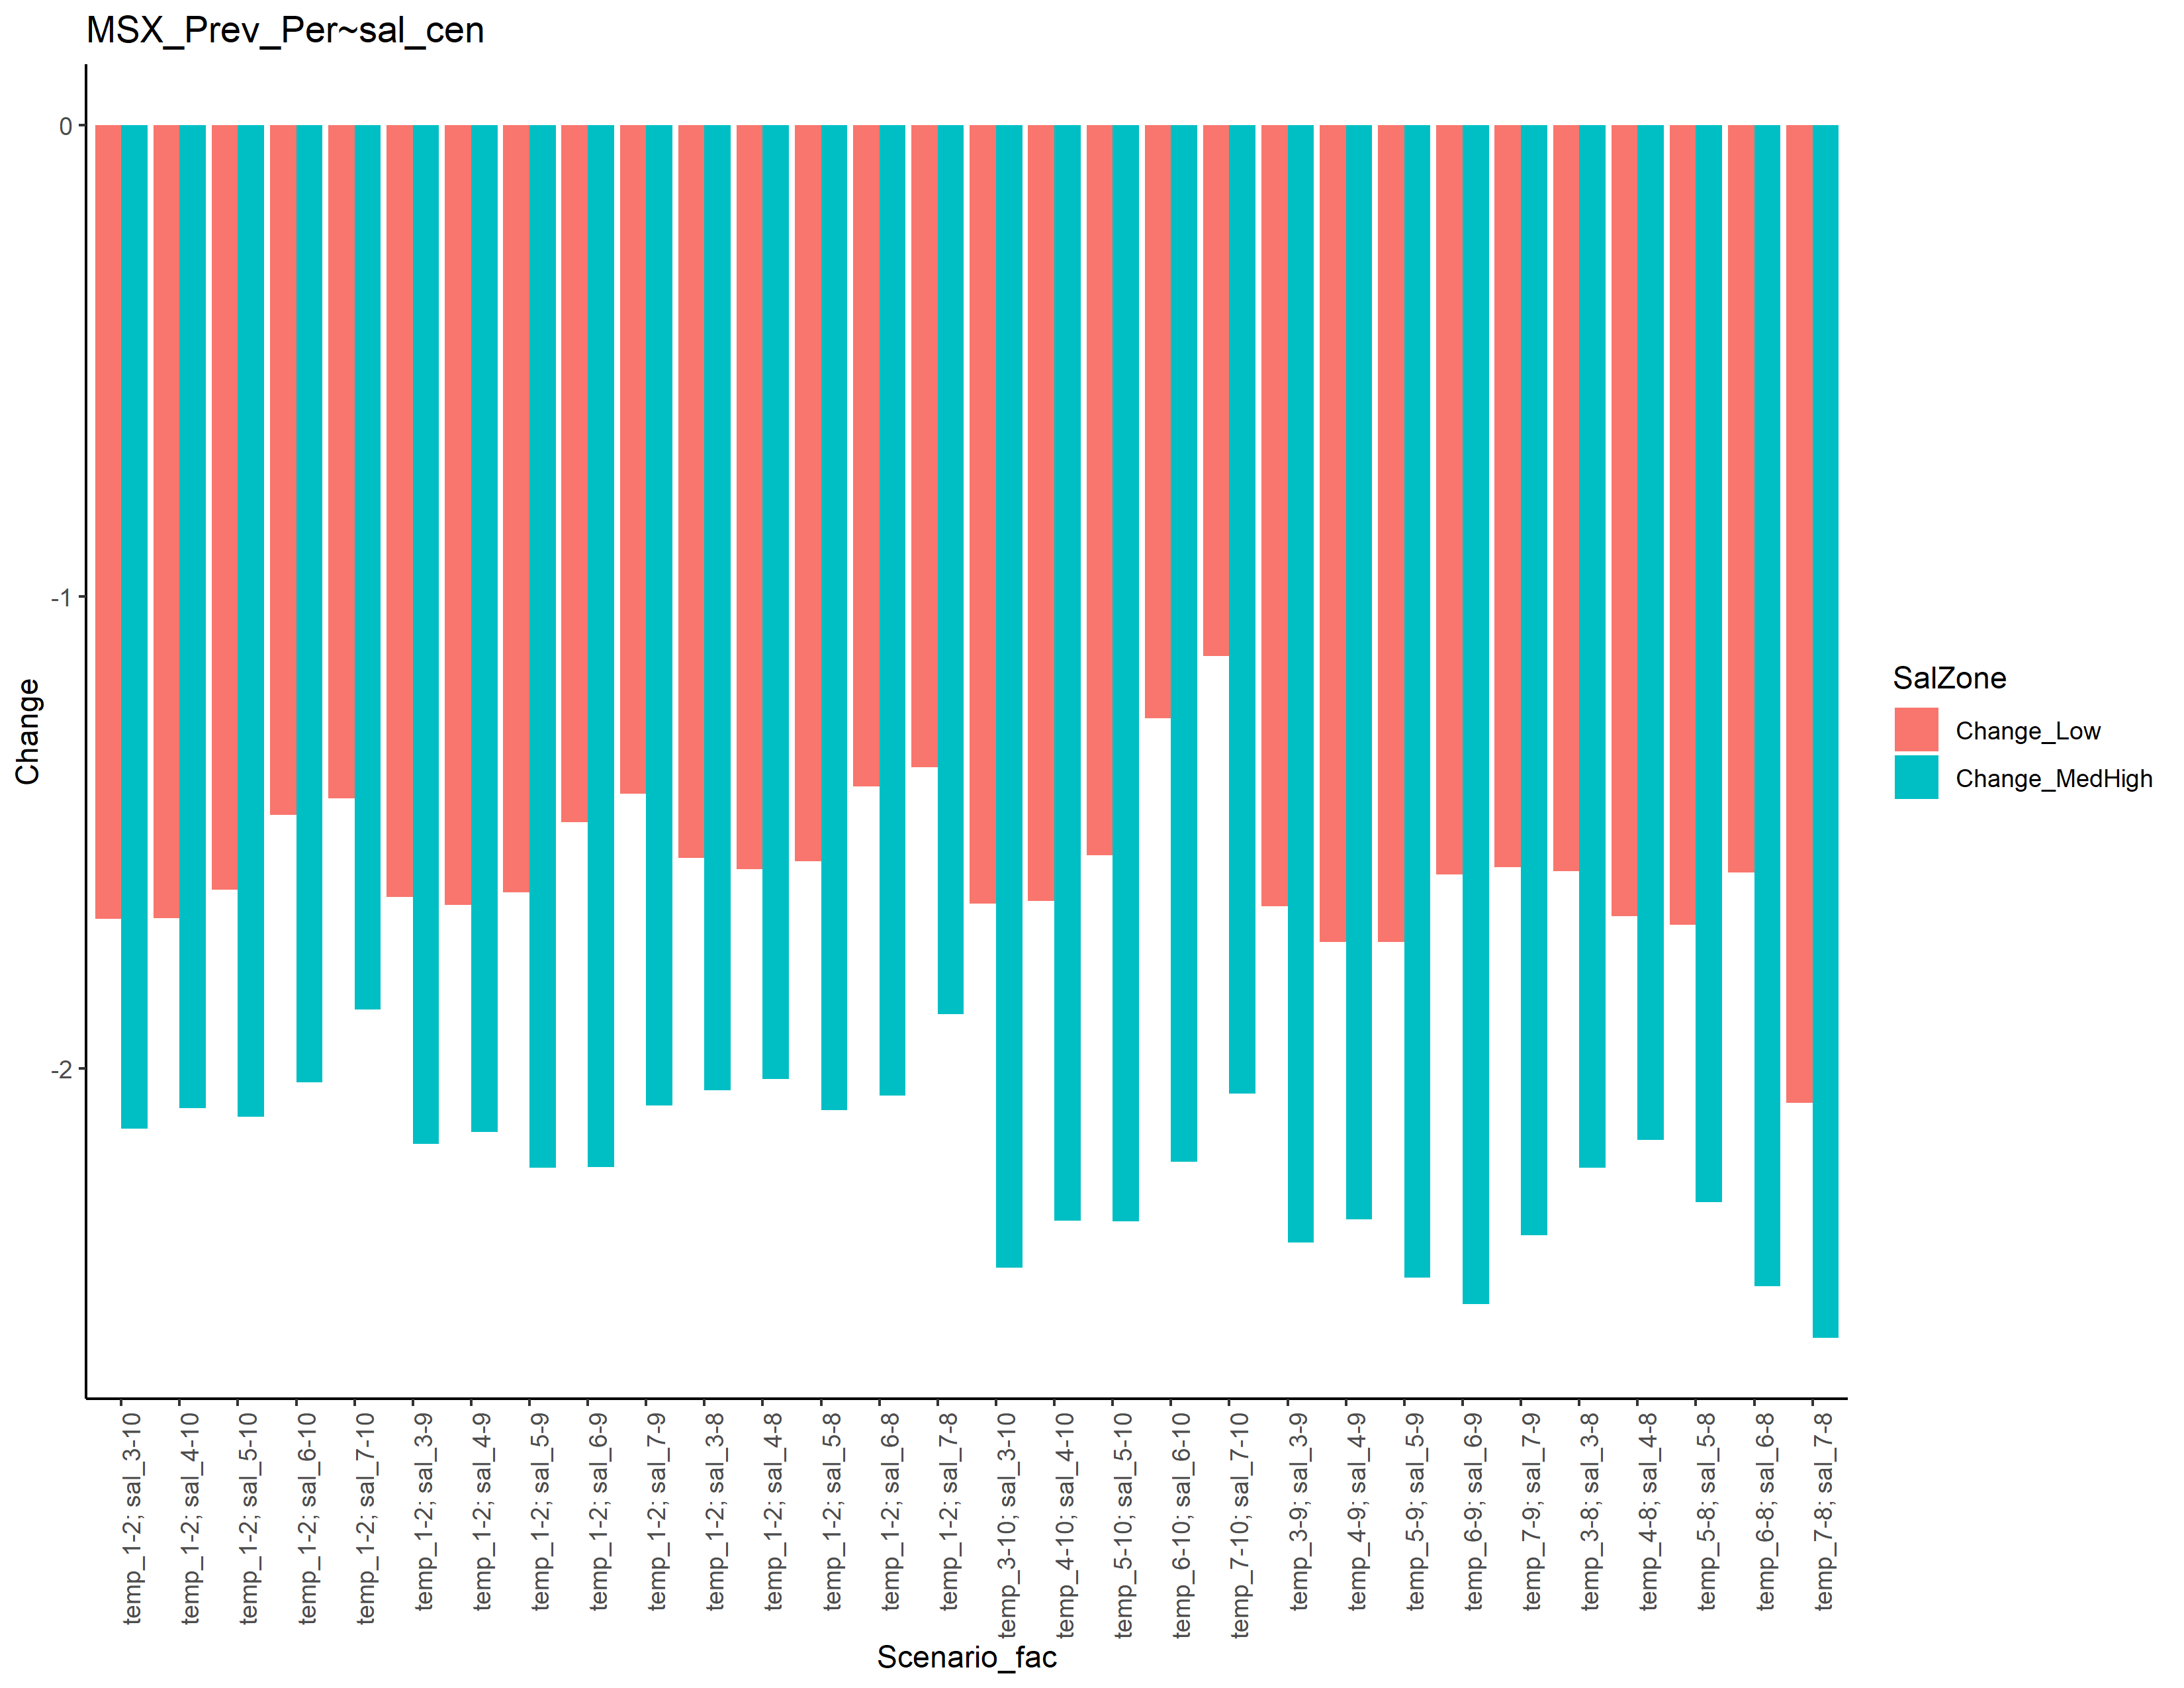 MSX_Prev_Per~sal_cen
0
-1
-2
Change
SalZone
Change_Low
Change_MedHigh
temp_1-2; sal_3-10
temp_1-2; sal_4-10
temp_1-2; sal_5-10
temp_1-2; sal_6-10
temp_1-2; sal_7-10
temp_1-2; sal_3-9
temp_1-2; sal_4-9
temp_1-2; sal_5-9
temp_1-2; sal_6-9
temp_1-2; sal_7-9
temp_1-2; sal_3-8
temp_1-2; sal_4-8
temp_1-2; sal_5-8
temp_1-2; sal_6-8
temp_1-2; sal_7-8
temp_3-10; sal_3-10
temp_4-10; sal_4-10
temp_5-10; sal_5-10
temp_6-10; sal_6-10
temp_7-10; sal_7-10
temp_3-9; sal_3-9
temp_4-9; sal_4-9
temp_5-9; sal_5-9
temp_6-9; sal_6-9
temp_7-9; sal_7-9
temp_3-8; sal_3-8
temp_4-8; sal_4-8
temp_5-8; sal_5-8
temp_6-8; sal_6-8
temp_7-8; sal_7-8
Scenario_fac